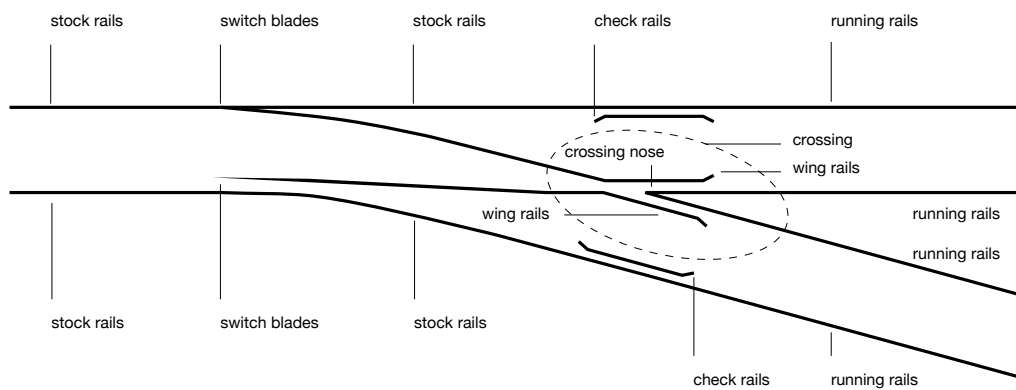 stock rails
switch blades
stock rails
check rails
running rails
crossing
crossing nose
wing rails
wing rails
running rails
running rails
stock rails
switch blades
stock rails
check rails
running rails